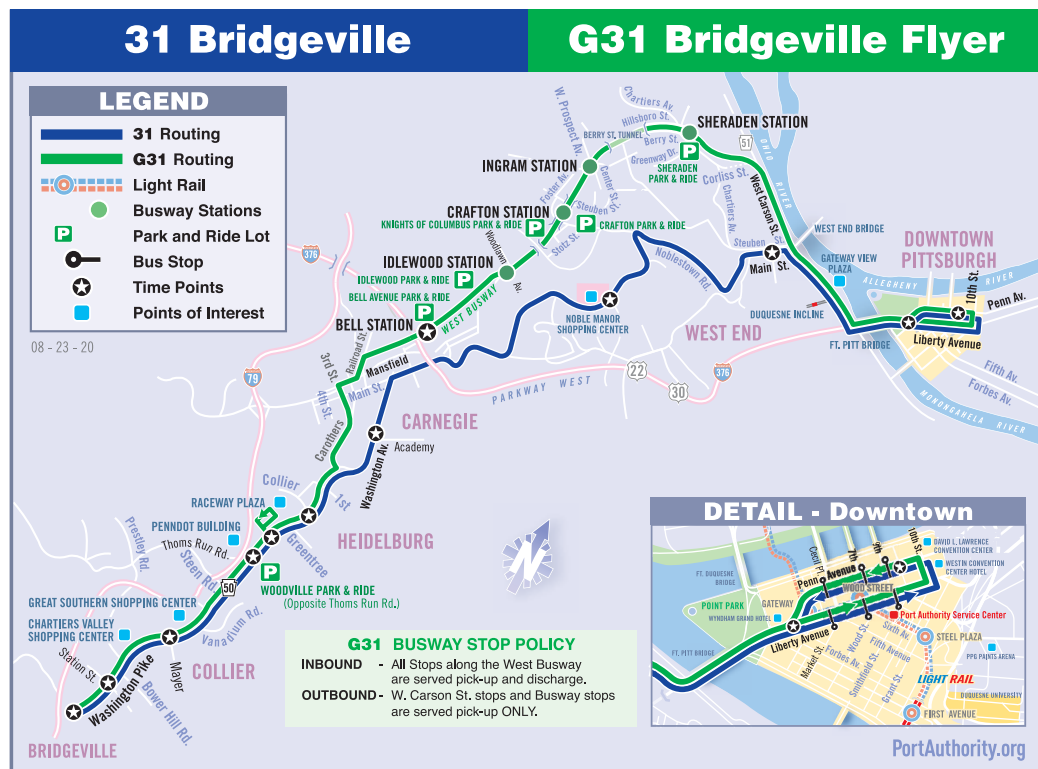 31 Bridgeville
G31 Bridgeville Flyer
LEGEND
31 Routing
G31 Routing
Light Rail
Busway Stations
P
Park and Ride Lot
Bus Stop
Time Points
Points of Interest
08 - 23 - 20
Chartiers Av.
Hillsboro St.
SHERADEN STATION
W. Prospect Av.
BERRY ST. TUNNEL
Berry St.
51
OHIO RIVER
Greenway Dr.
P
INGRAM STATION
SHERADEN
PARK & RIDE
Corliss St.
Center St.
Foster Av.
West Carson St.
Chartiers Av.
CRAFTON STATION
Steuben St.
KNIGHTS OF COLUMBUS PARK & RIDE
P
P
CRAFTON PARK & RIDE
WEST END BRIDGE
Stotz St.
Steuben St.
DOWNTOWN
PITTSBURGH
Woodlawn Av.
376
Main St.
GATEWAY VIEW
PLAZA
IDLEWOOD STATION
Noblestown Rd.
ALLEGHENY RIVER
IDLEWOOD PARK & RIDE
P
10th St.
Penn Av.
BELL AVENUE PARK & RIDE
P
WEST BUSWAY
DUQUESNE INCLINE
BELL STATION
NOBLE MANOR
SHOPPING CENTER
WEST END
FT. PITT BRIDGE
Liberty Avenue
Railroad St.
3rd St.
Mansfield
22
376
30
PARKWAY WEST
Fifth Av.
Forbes Av.
MONONGAHELA RIVER
79
Main St.
4th St.
CARNEGIE
Carothers
Academy
Washington Av.
Collier
1st
RACEWAY PLAZA
PENNDOT BUILDING
HEIDELBURG
Prestley Rd.
Thoms Run Rd.
Greentree
Steen Rd.
50
P
WOODVILLE PARK & RIDE
(Opposite Thoms Run Rd.)
GREAT SOUTHERN SHOPPING CENTER
CHARTIERS VALLEY
SHOPPING CENTER
Vanadium Rd.
Station St.
Mayer
COLLIER
Washington Pike
Bower Hill Rd.
BRIDGEVILLE
N
G31 BUSWAY STOP POLICY
INBOUND - All Stops along the West Busway
are served pick-up and discharge.
OUTBOUND - W. Carson St. stops and Busway stops
are served pick-up ONLY.
DETAIL - Downtown
10th St.
DAVID L. LAWRENCE
CONVENTION CENTER
Cecil Pl.
7th
9th
WESTIN CONVENTION
CENTER HOTEL
FT. DUQUESNE
BRIDGE
Penn Avenue
WOOD STREET
POINT PARK
GATEWAY
WYNDHAM GRAND HOTEL
Port Authority Service Center
Liberty Avenue
Sixth Av.
STEEL PLAZA
Wood St.
Fifth Avenue
FT. PITT BRIDGE
Market St.
Forbes Av.
Smithfield St.
Grant St.
PPG PAINTS ARENA
LIGHT RAIL
DUQUESNE UNIVERSITY
FIRST AVENUE
PortAuthority.org